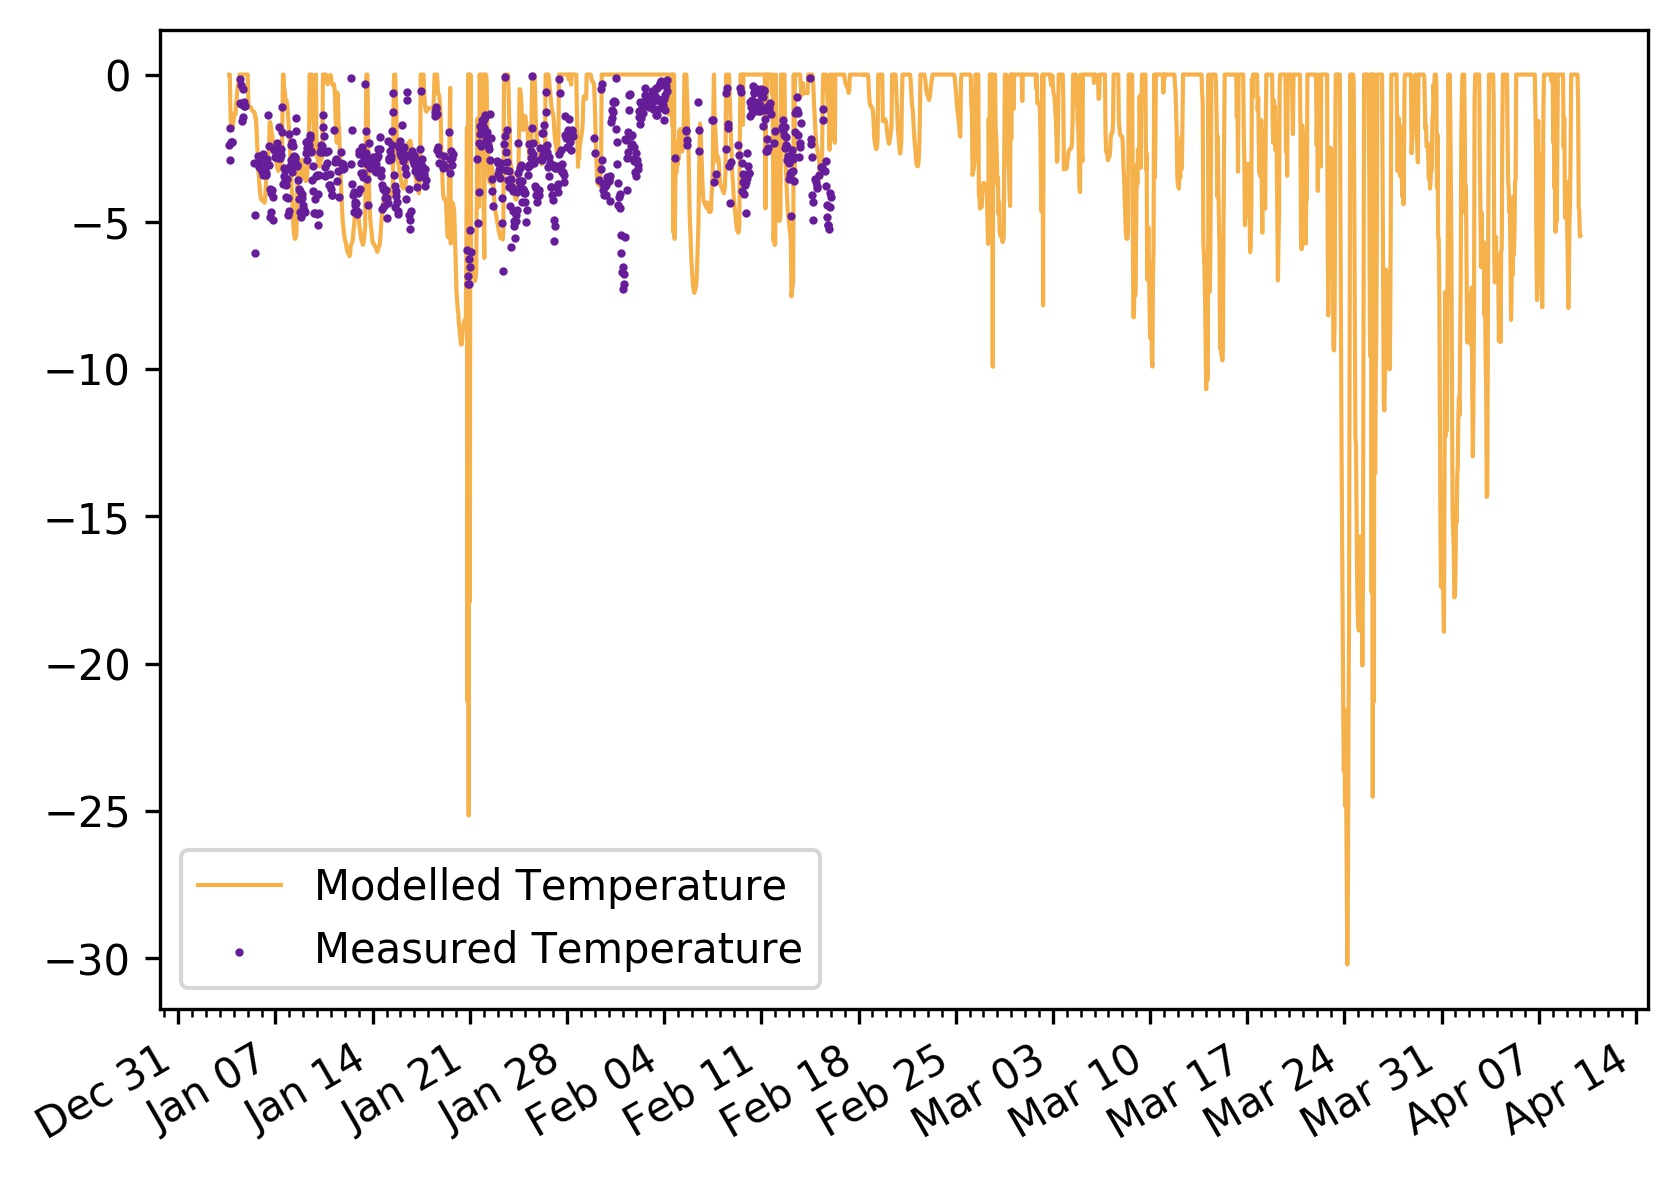 0
−5
−10
−15
−20
−25
−30
Modelled Temperature
Measured Temperature
Dec 31
Jan 07
Jan 14
Jan 21
Jan 28
Feb 04
Feb 11
Feb 18
Feb 25
Mar 03
Mar 10
Mar 17
Mar 24
Mar 31
Apr 07
Apr 14